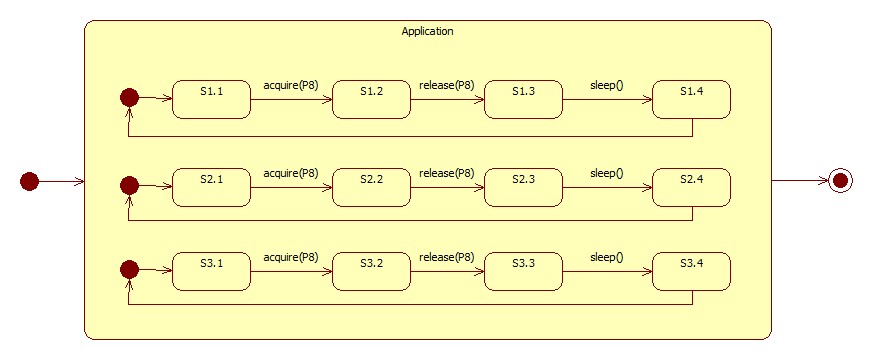 Application
acquire(P8) release(P8) sleep()
S1.1 S1.2 S1.3 S1.4
acquire(P8) release(P8) sleep()
S2.1 S2.2 S2.3 S2.4
acquire(P8) release(P8) sleep()
S3.1 S3.2 S3.3 S3.4